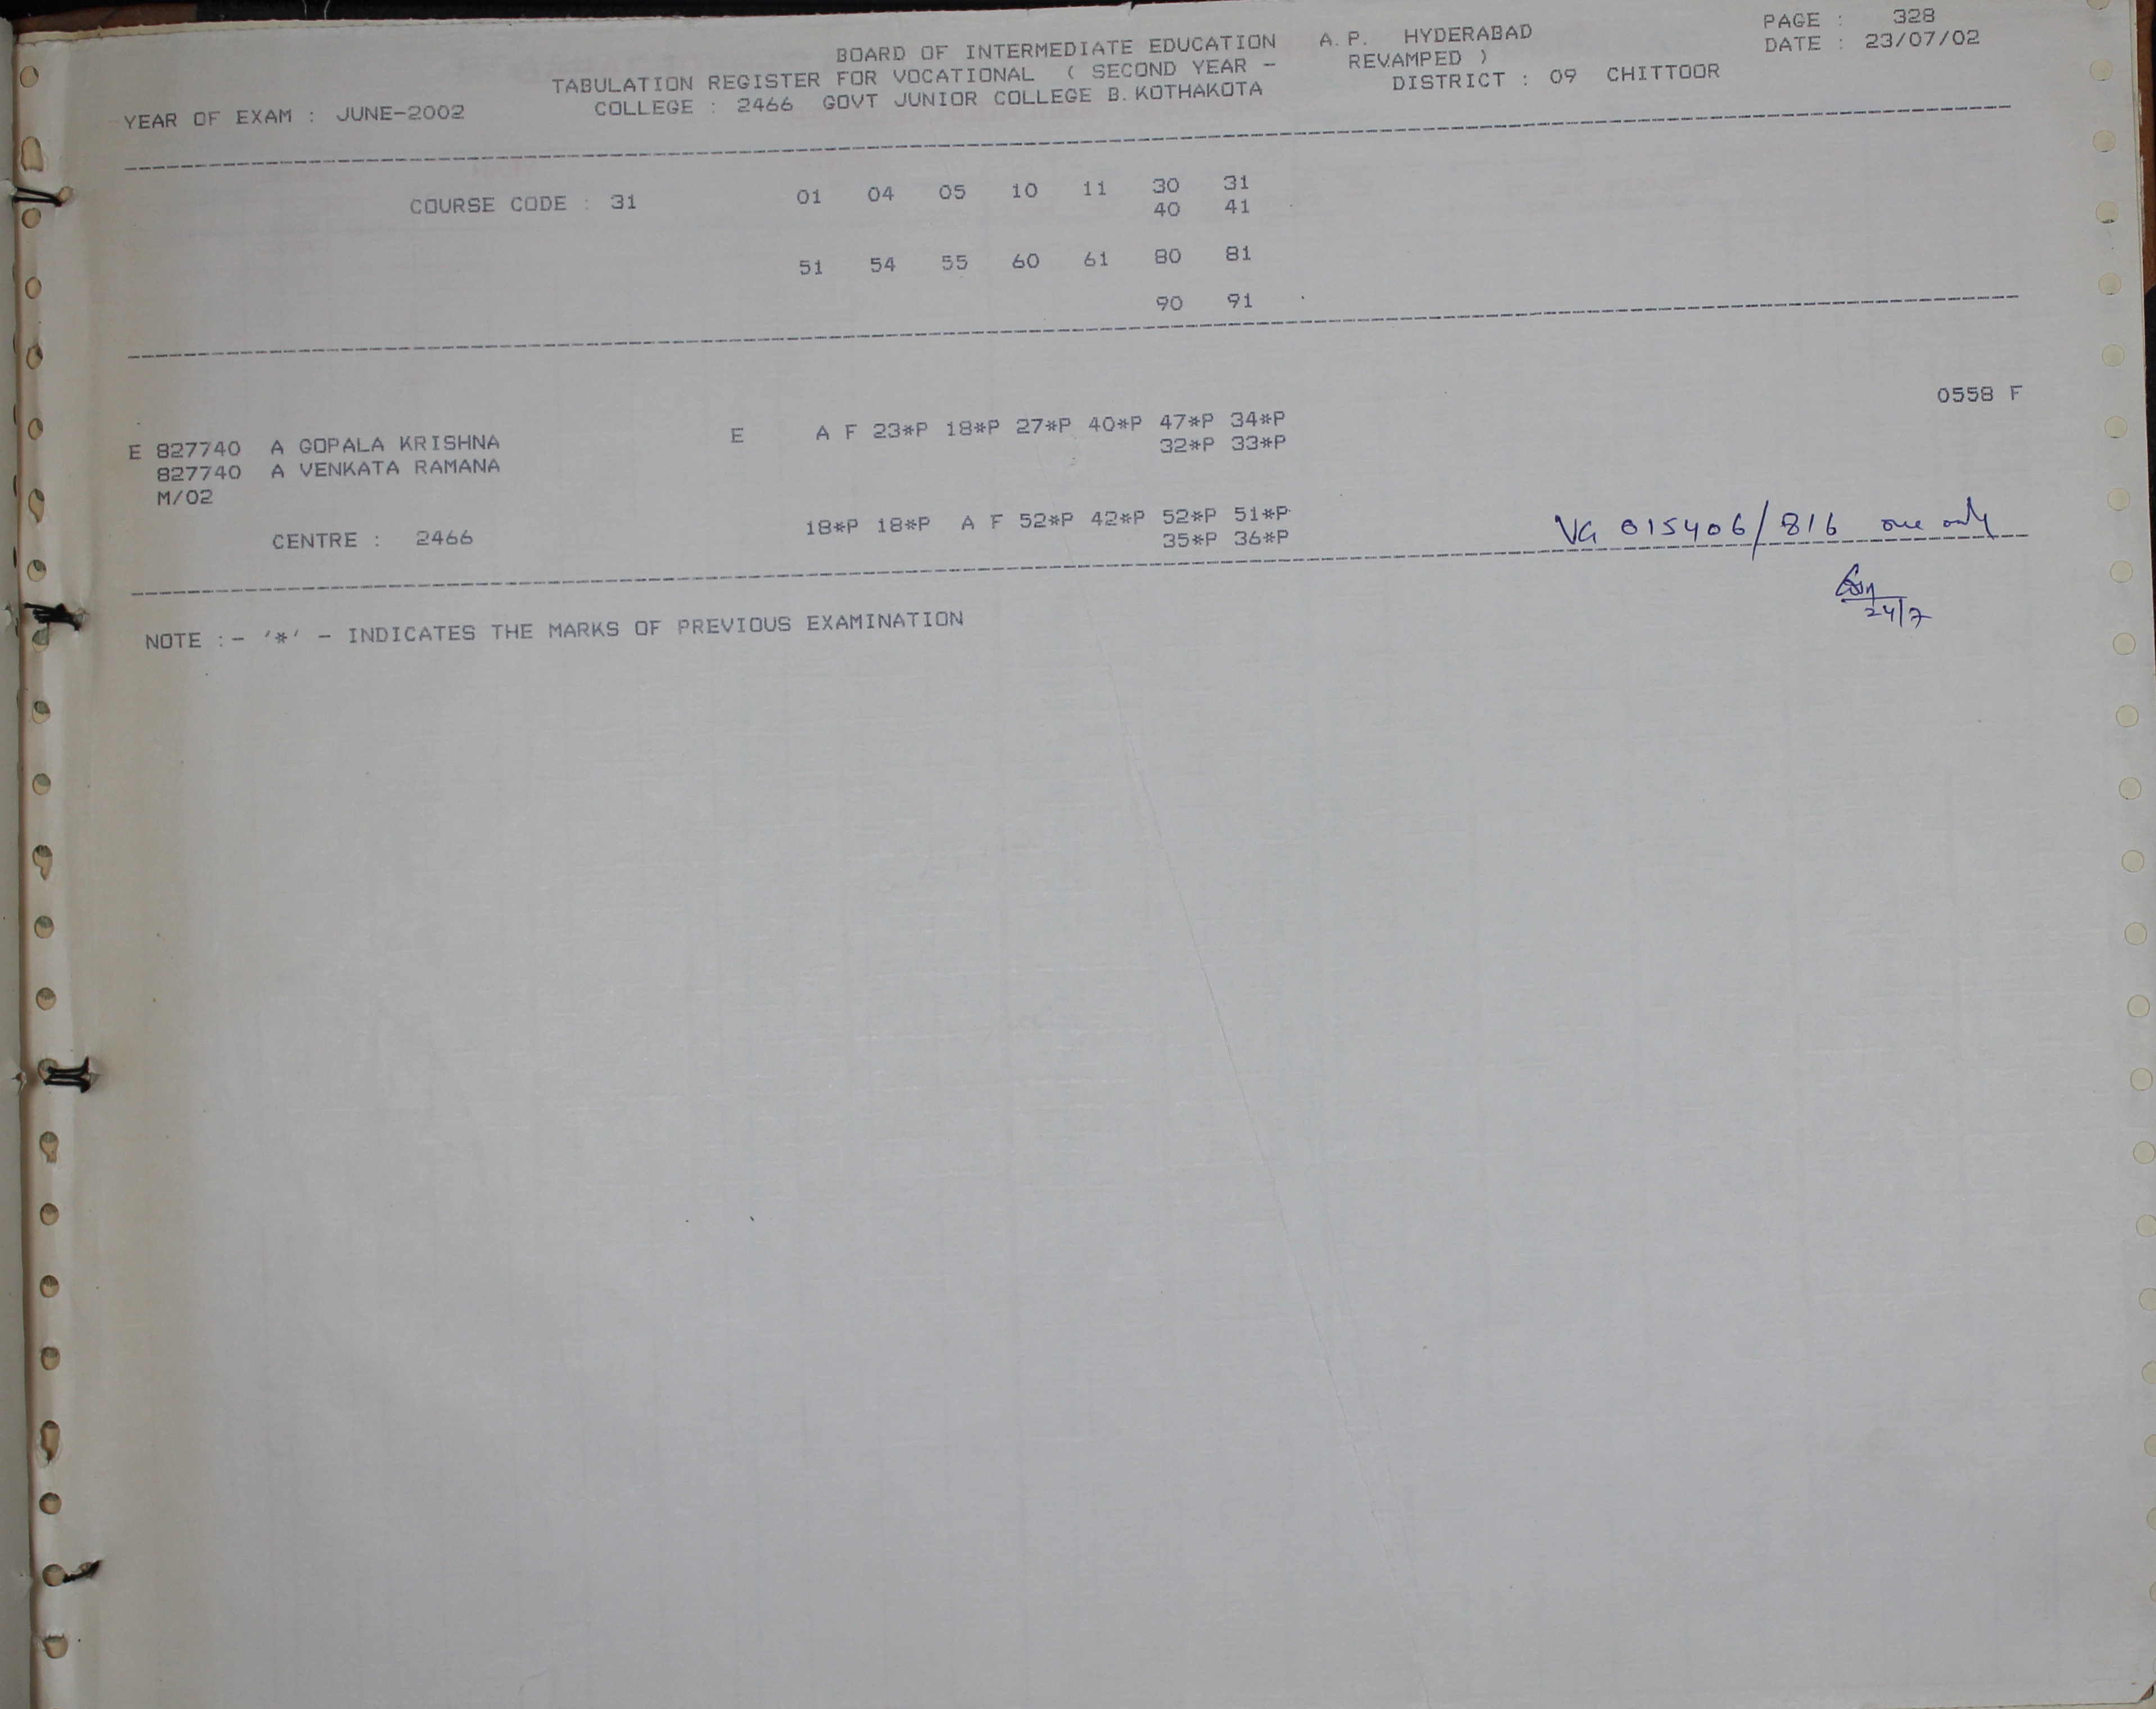 PAGE : 328
BOARD OF INTERMEDIATE EDUCATION A.P. HYDERABAD
DATE : 23/07/02
TABULATION REGISTER FOR VOCATIONAL ( SECOND YEAR - REVAMPED )
YEAR OF EXAM : JUNE-2002 COLLEGE : 2466 GOVT JUNIOR COLLEGE B.KOTHAKOTA DISTRICT : 09 CHITTOOR
COURSE CODE : 31 01 04 05 10 11 30 31
40 41
51 54 55 60 61 80 81
90 91
0558 F
E 827740 A GOPALA KRISHNA E A F 23*P 18*P 27*P 40*P 47*P 34*P
827740 A VENKATA RAMANA 32*P 33*P
M/02
18*P 18*P A F 52*P 42*P 52*P 51*P
CENTRE : 2466 35*P 36*P
VG 015406/816 one only
24/7
NOTE :- '*' - INDICATES THE MARKS OF PREVIOUS EXAMINATION